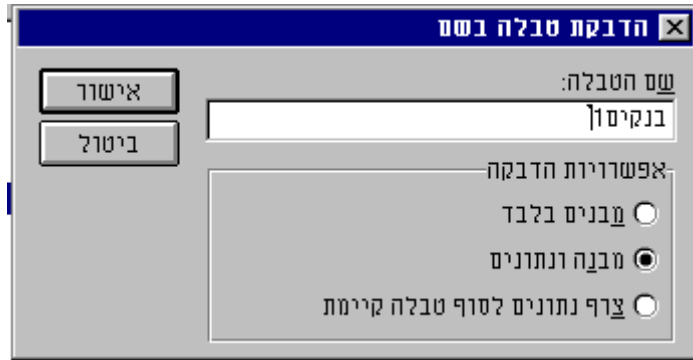 הדבקת טבלה בשם
שם הטבלה:
בנקים1
אישור
ביטול
אפשרויות הדבקה
מבנים בלבד
מבנה ונתונים
צרף נתונים לסוף טבלה קיימת